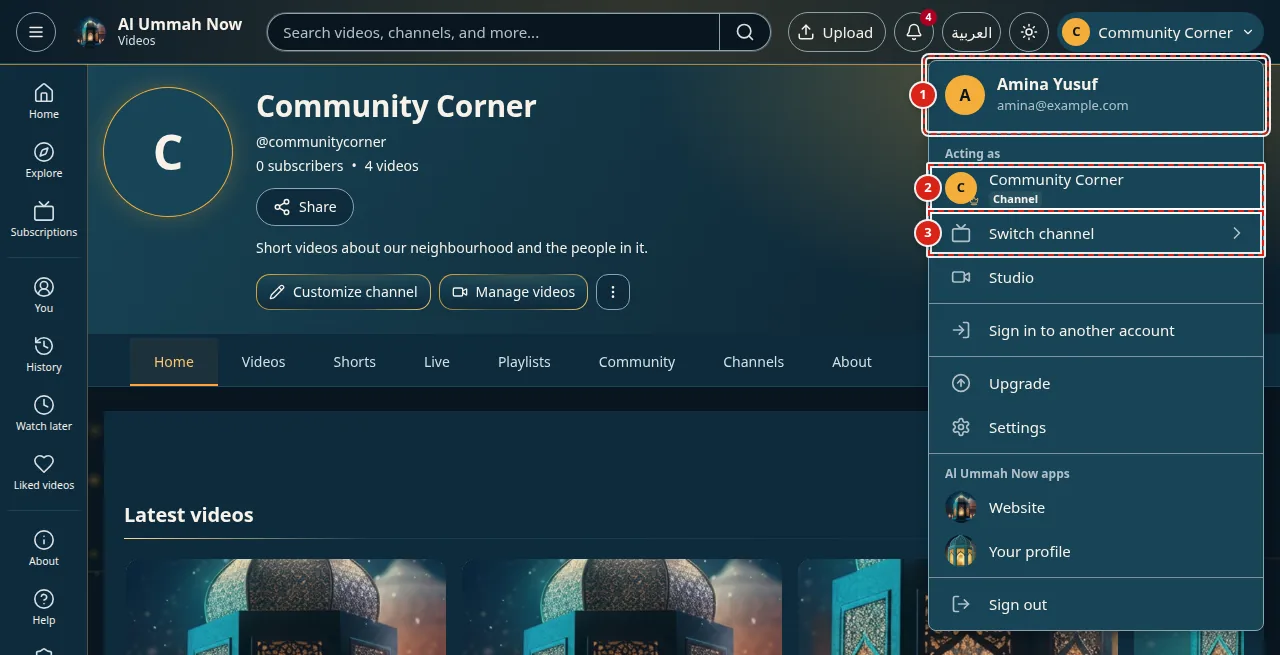 Al Ummah Now
Videos
Search videos, channels, and more...
Upload
4
العربية
C
Community Corner
Home
Explore
Subscriptions
You
History
Watch later
Liked videos
About
Help
C
Community Corner
@communitycorner
0 subscribers • 4 videos
Share
Short videos about our neighbourhood and the people in it.
Customize channel
Manage videos
Home
Videos
Shorts
Live
Playlists
Community
Channels
About
Latest videos
1
A
Amina Yusuf
amina@example.com
Acting as
2
C
Community Corner
Channel
3
Switch channel
Studio
Sign in to another account
Upgrade
Settings
Al Ummah Now apps
Website
Your profile
Sign out